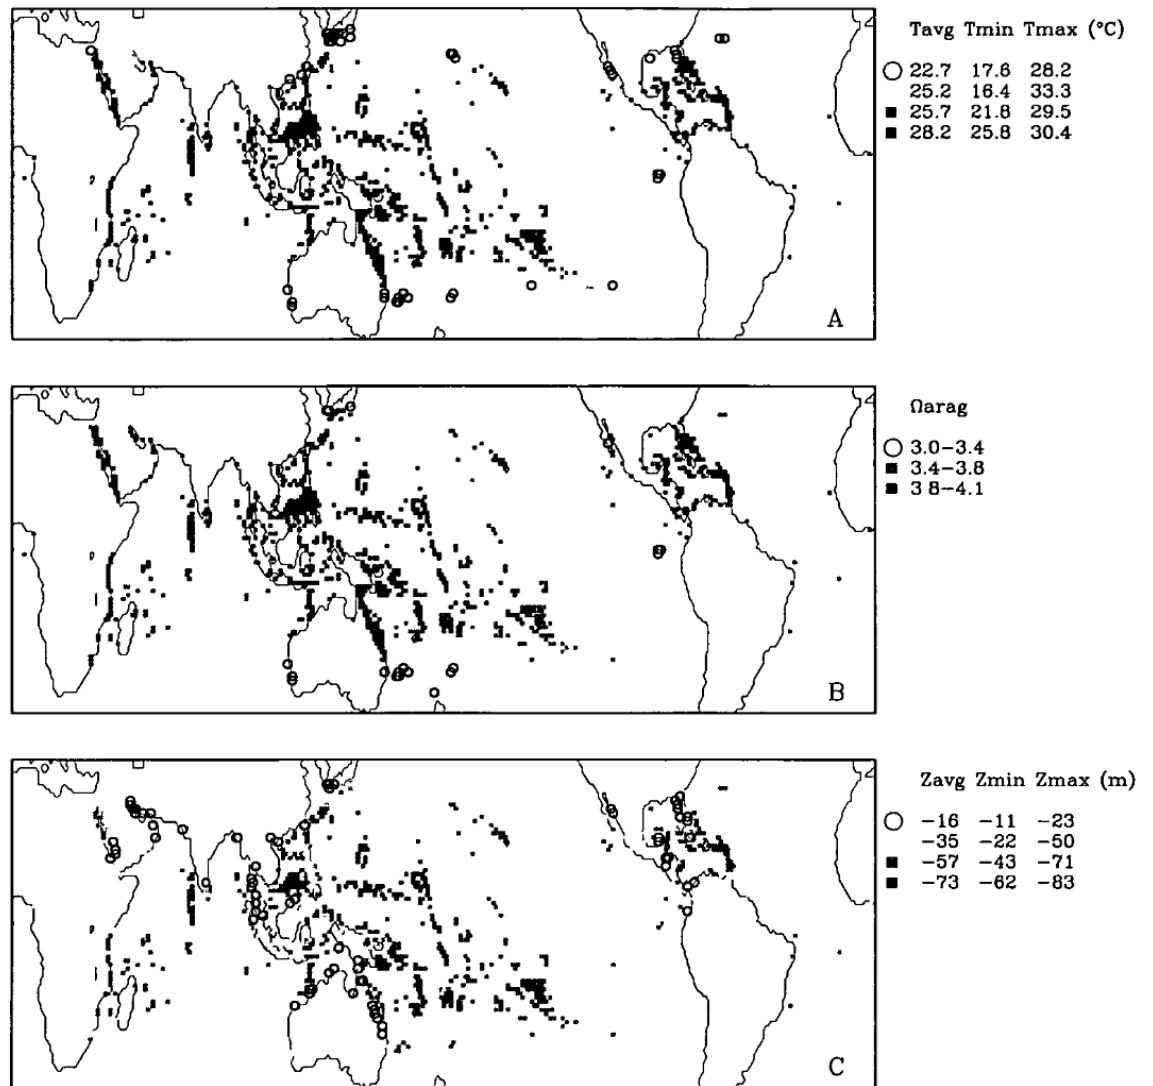 Tavg Tmin Tmax (°C)
22.7 17.6 28.2
25.2 16.4 33.3
25.7 21.8 29.5
28.2 25.8 30.4
A
Ωarag
3.0–3.4
3.4–3.8
3 8–4.1
B
Zavg Zmin Zmax (m)
−16 −11 −23
−35 −22 −50
−57 −43 −71
−73 −62 −83
C